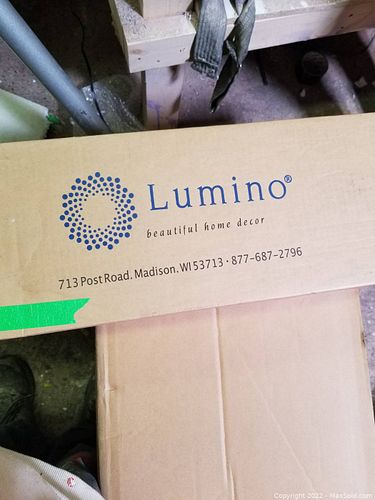 Lumino®
beautiful home decor
713 Post Road. Madison. WI 53713 · 877-687-2796
Copyright 2022 - MaxSold.com